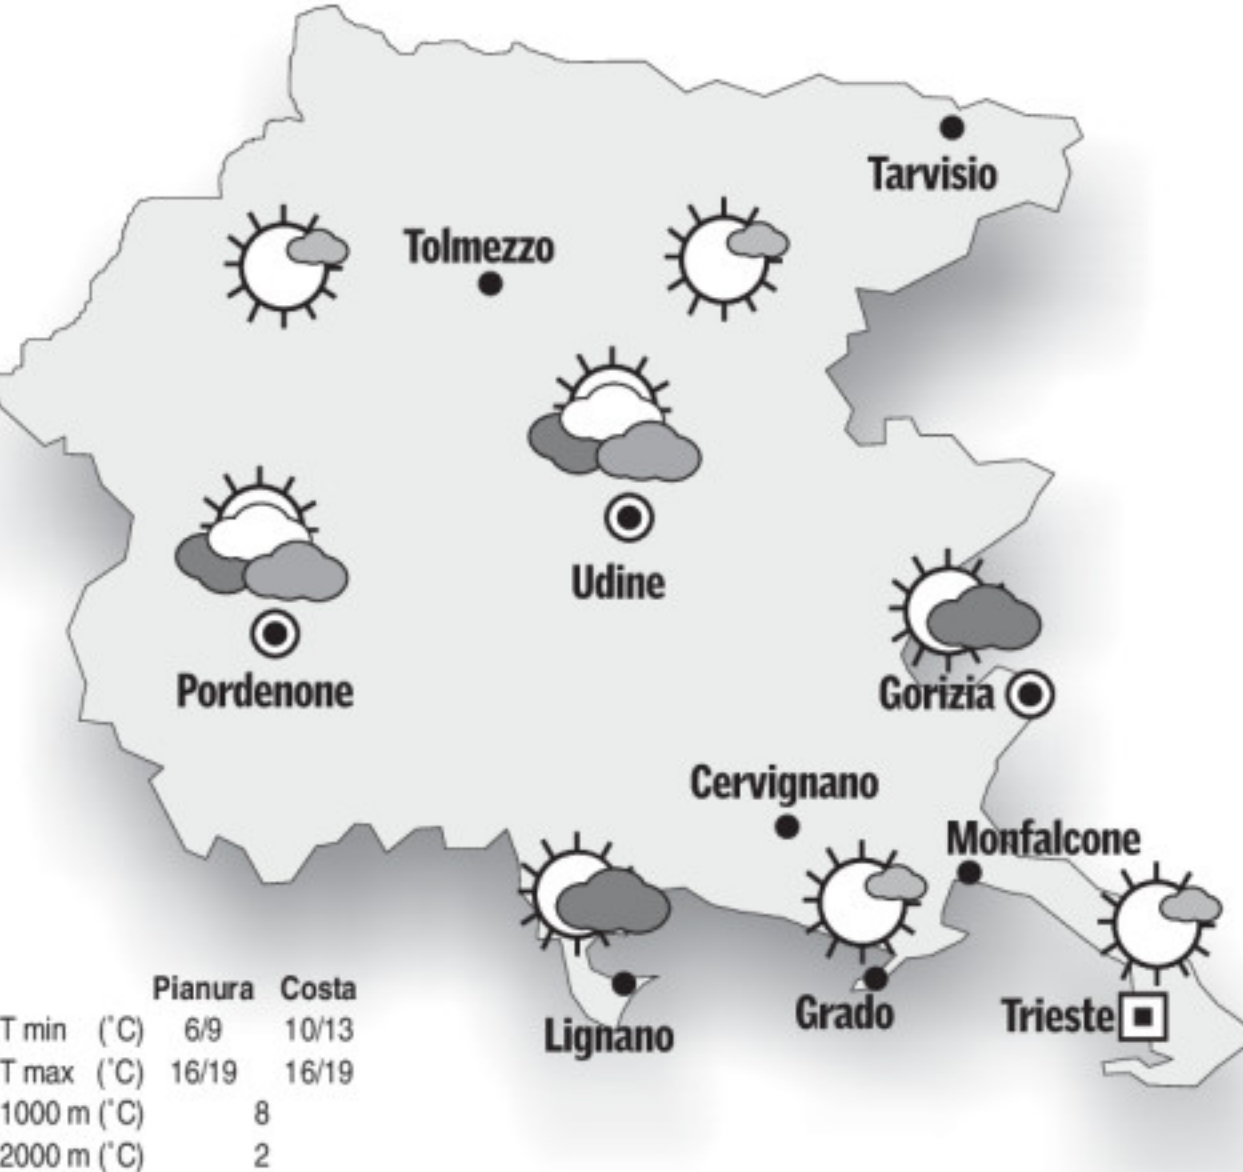 Tarvisio
Tolmezzo
Udine
Pordenone
Gorizia
Cervignano
Monfalcone
Grado
Trieste
Lignano
Pianura Costa
T min (°C) 6/9 10/13
T max (°C) 16/19 16/19
1000 m (°C) 8
2000 m (°C) 2